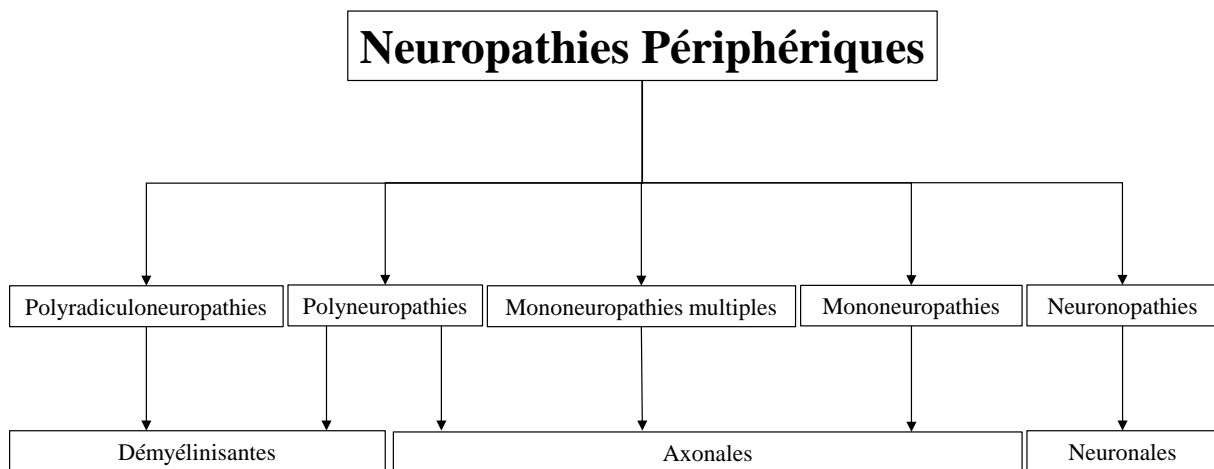 Neuropathies Périphériques
Polyradiculoneuropathies
Polyneuropathies
Mononeuropathies multiples
Mononeuropathies
Neuronopathies
Démyélinisantes
Axonales
Neuronales